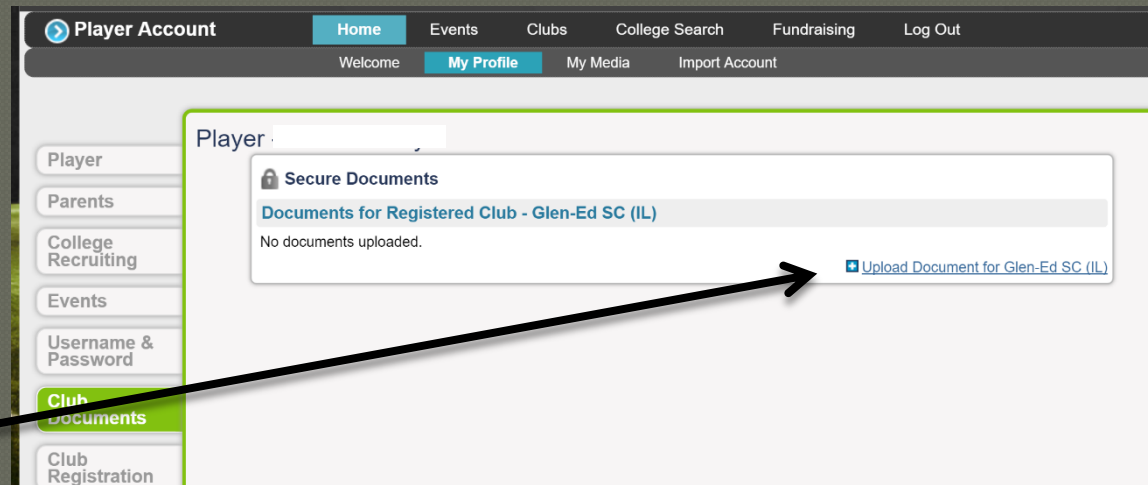 Player Account
Home Events Clubs College Search Fundraising Log Out
Welcome My Profile My Media Import Account
Player
Parents
College
Recruiting
Events
Username &
Password
Club
Documents
Club
Registration
Player -
Secure Documents
Documents for Registered Club - Glen-Ed SC (IL)
No documents uploaded.
Upload Document for Glen-Ed SC (IL)